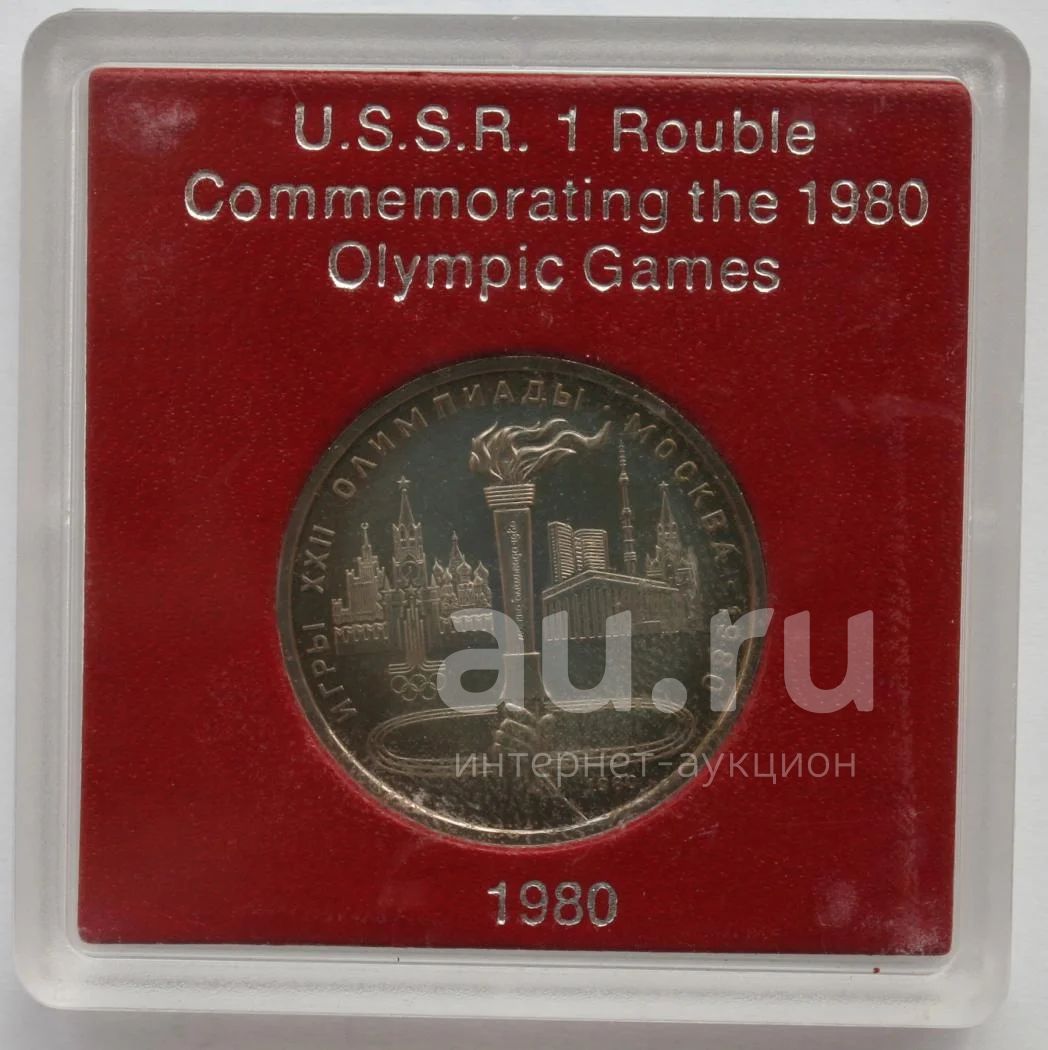 U.S.S.R. 1 Rouble
Commemorating the 1980
Olympic Games
ИГРЫ XXII ОЛИМПИАДЫ · МОСКВА · 1980
au.ru
интернет-аукцион
1980